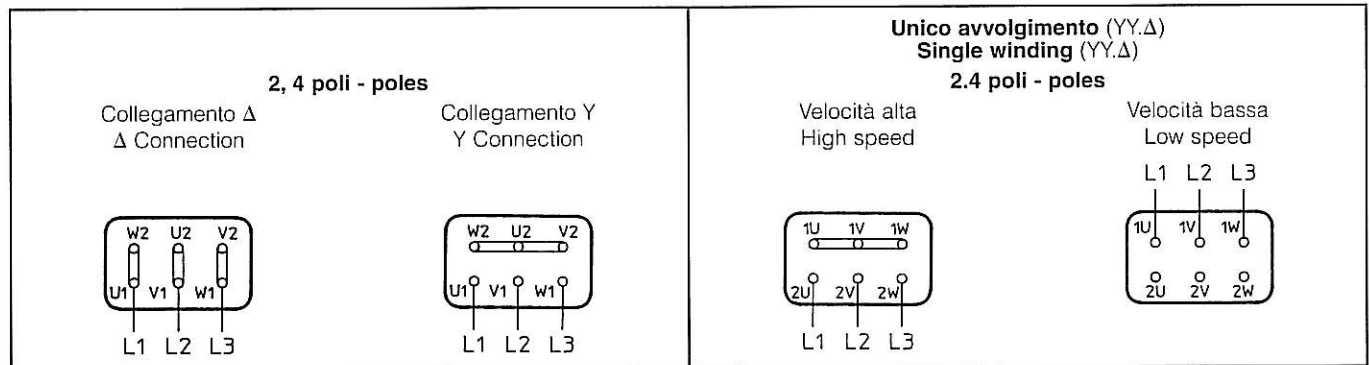 2, 4 poli - poles
Collegamento Δ
Δ Connection
Collegamento Y
Y Connection
W2 U2 V2
U1 V1 W1
L1 L2 L3
W2 U2 V2
U1 V1 W1
L1 L2 L3
Unico avvolgimento (YY.Δ)
Single winding (YY.Δ)
2.4 poli - poles
Velocità alta
High speed
Velocità bassa
Low speed
1U 1V 1W
2U 2V 2W
L1 L2 L3
L1 L2 L3
1U 1V 1W
2U 2V 2W